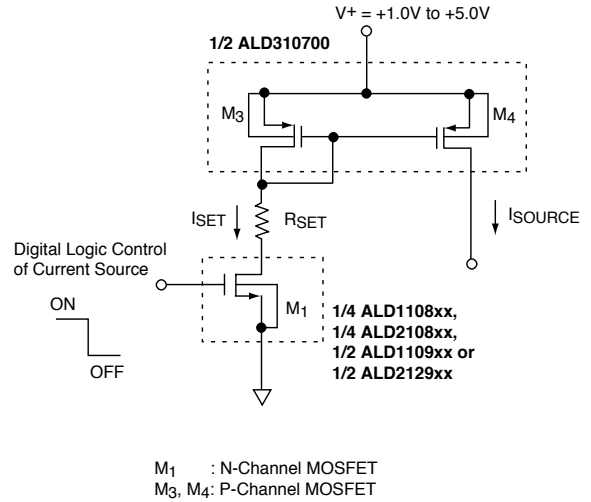 V+ = +1.0V to +5.0V
1/2 ALD310700
M3
M4
ISET
RSET
ISOURCE
Digital Logic Control
of Current Source
ON
OFF
M1
1/4 ALD1108xx,
1/4 ALD2108xx,
1/2 ALD1109xx or
1/2 ALD2129xx
M1 : N-Channel MOSFET
M3, M4: P-Channel MOSFET